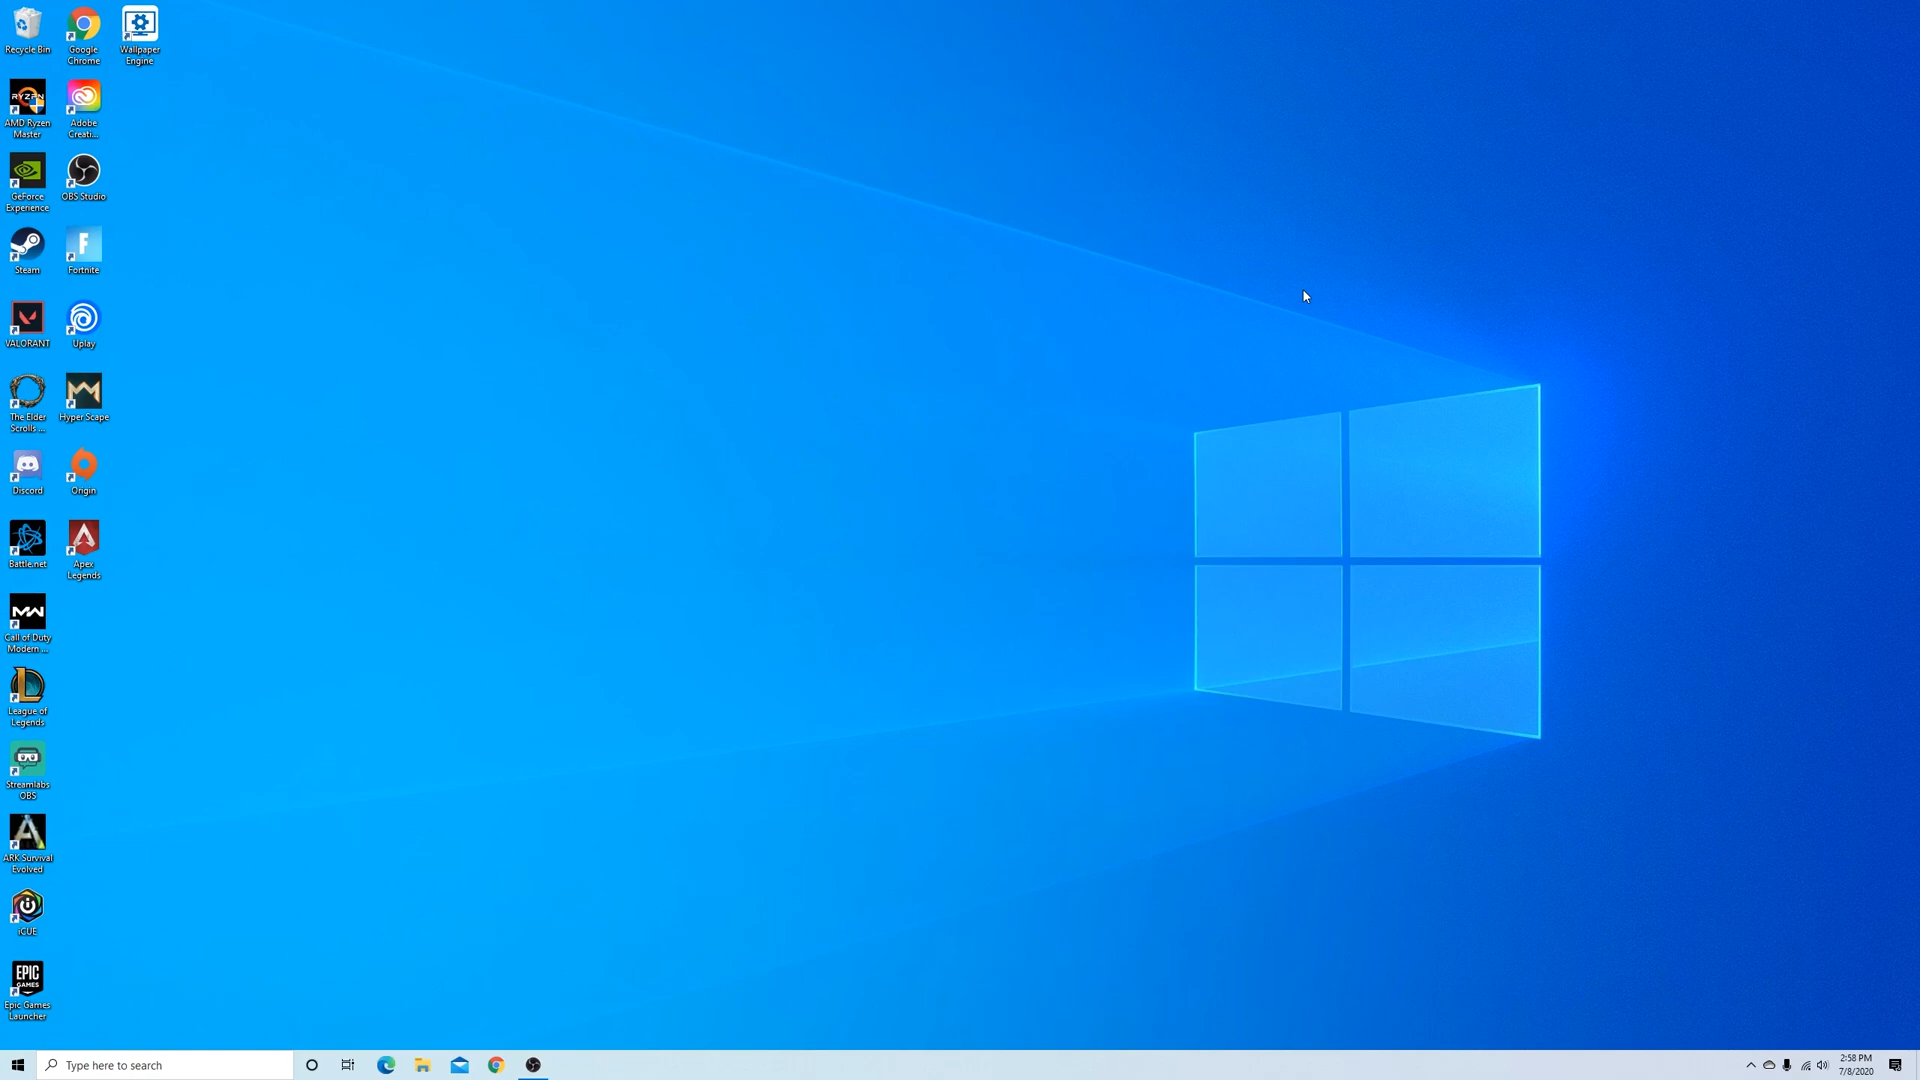 Recycle Bin
Google
Chrome
Wallpaper
Engine
RYZEN
AMD Ryzen
Master
Adobe
Creati...
GeForce
Experience
OBS Studio
Steam
F
Fortnite
VALORANT
Uplay
The Elder
Scrolls ...
Hyper Scape
Discord
Origin
Battle.net
Apex
Legends
MW
Call of Duty
Modern ...
League of
Legends
Streamlabs
OBS
ARK Survival
Evolved
iCUE
EPIC
GAMES
Epic Games
Launcher
Type here to search
2:58 PM
7/8/2020